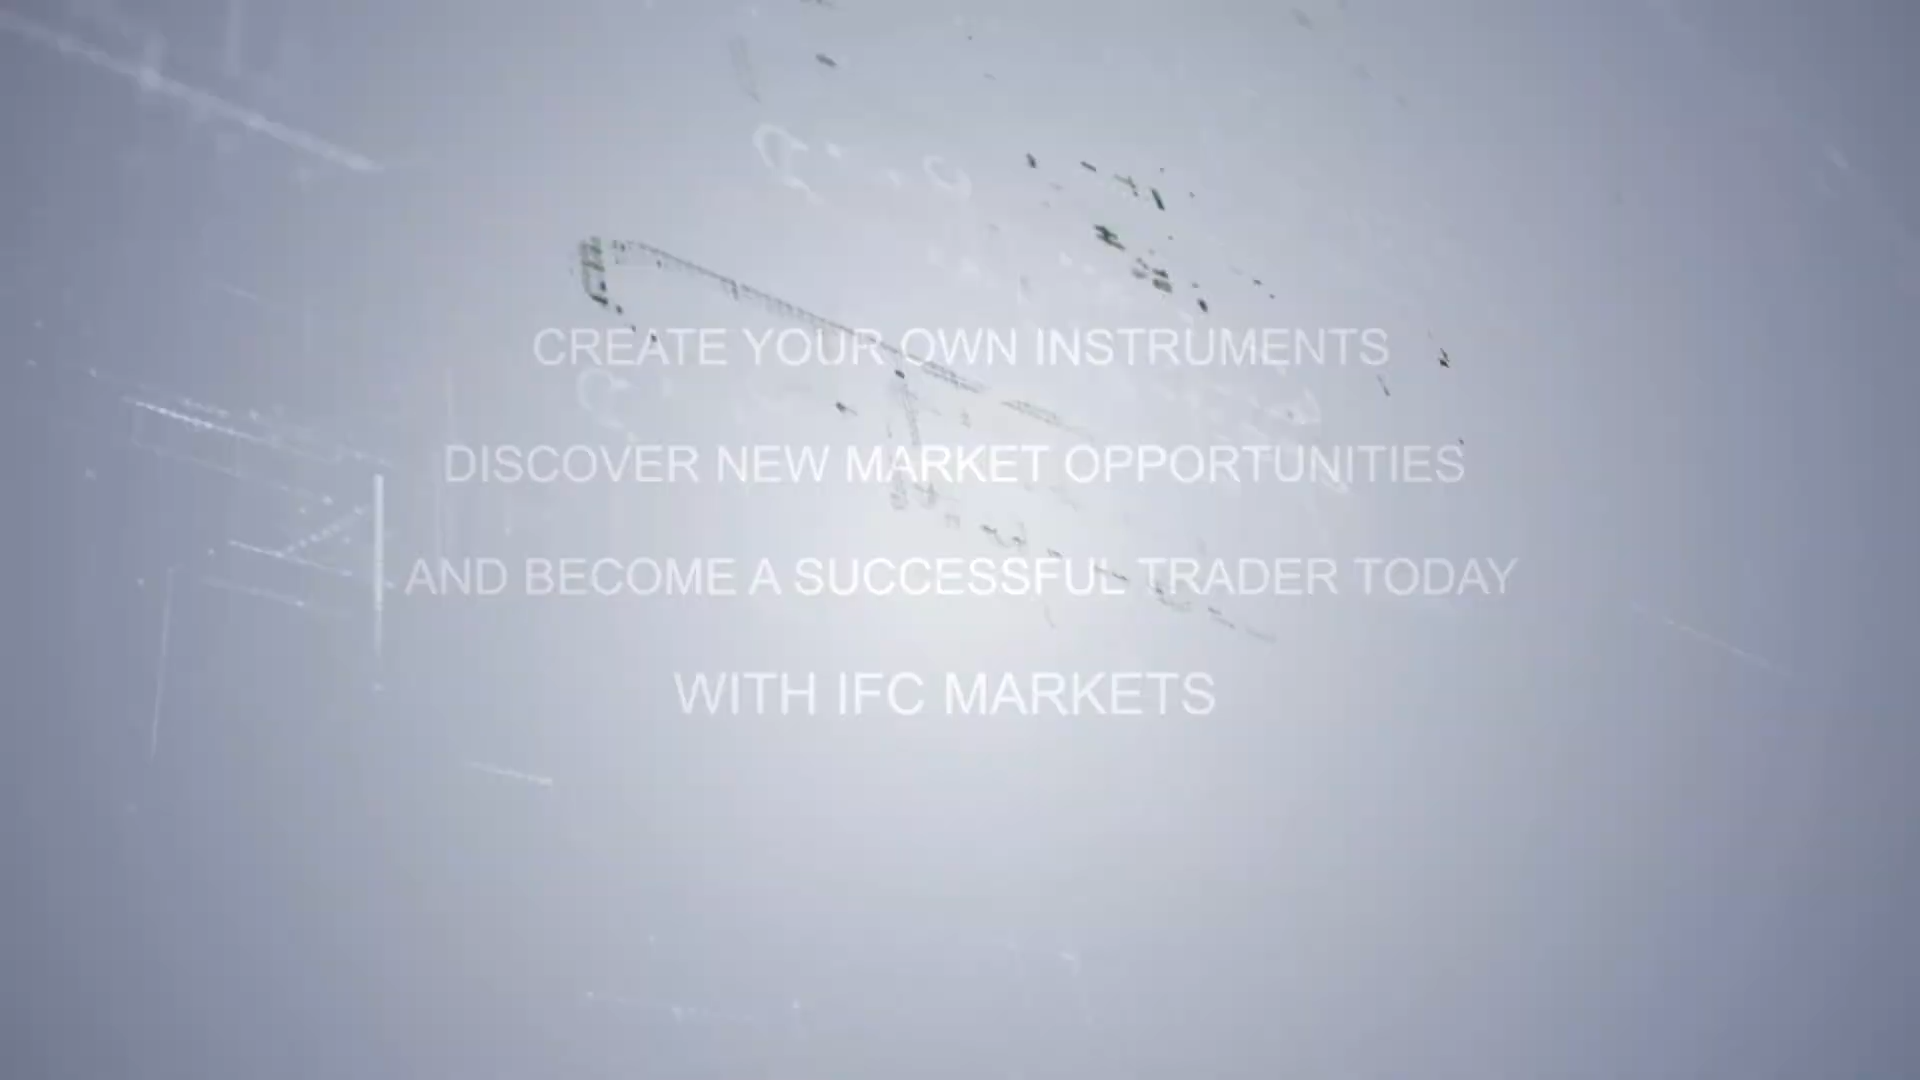 CREATE YOUR OWN INSTRUMENTS
DISCOVER NEW MARKET OPPORTUNITIES
AND BECOME A SUCCESSFUL TRADER TODAY
WITH IFC MARKETS